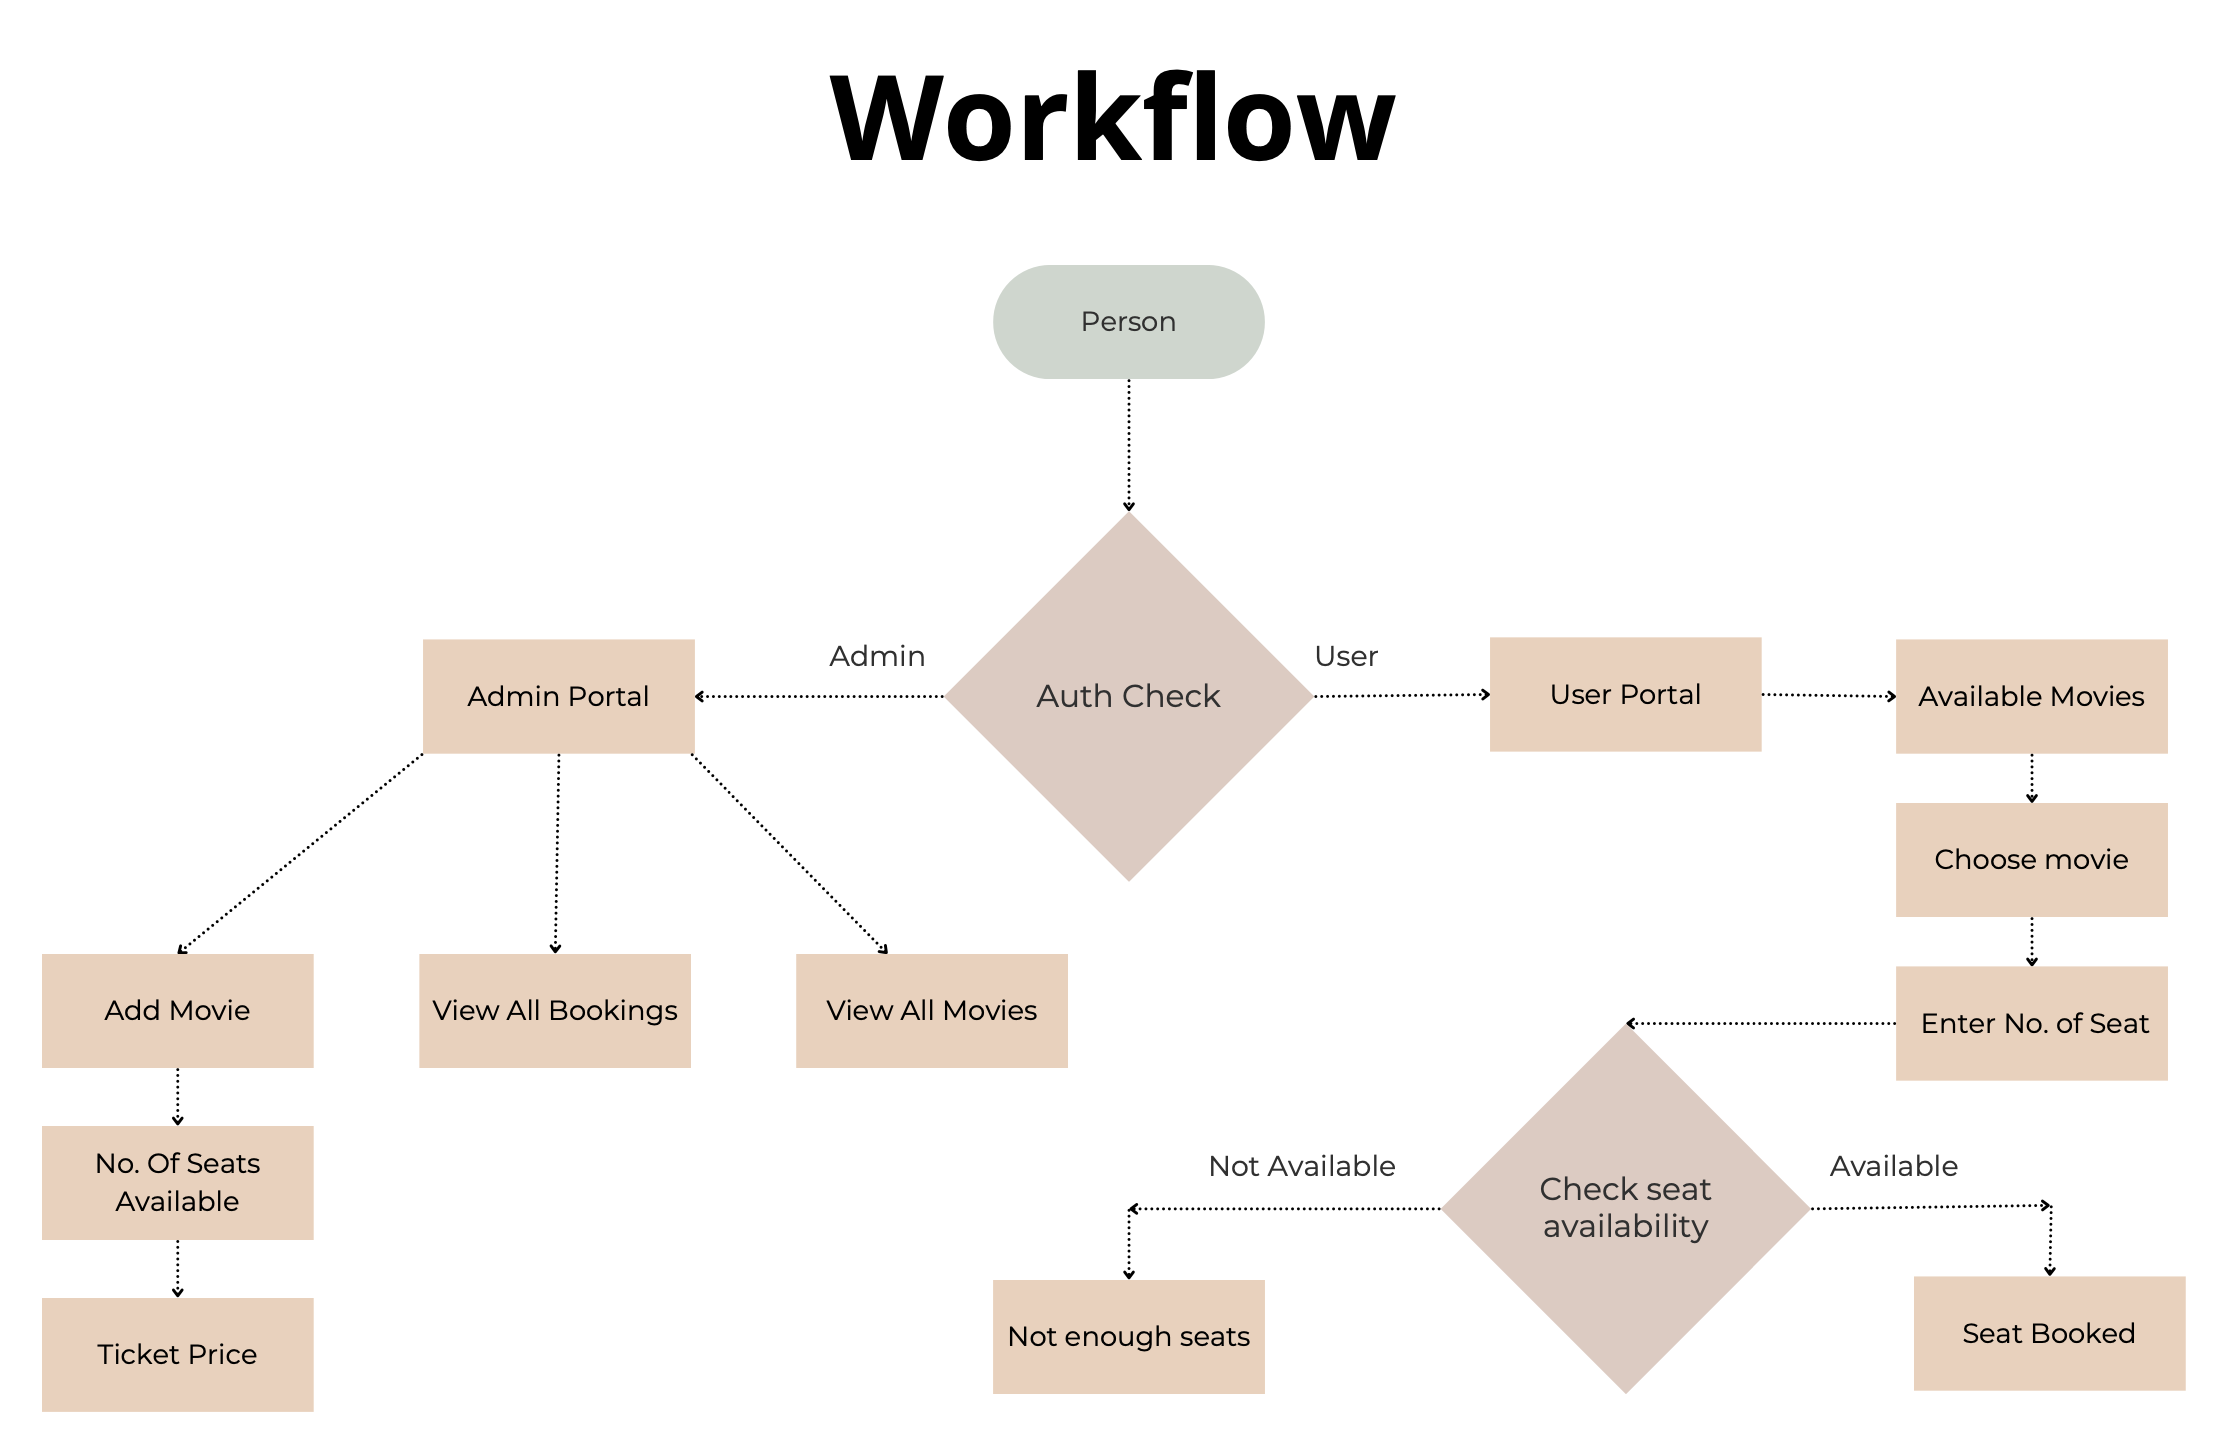 Workflow
Person
Admin
User
Admin Portal
Auth Check
User Portal
Available Movies
Choose movie
Add Movie
View All Bookings
View All Movies
Enter No. of Seat
No. Of Seats
Available
Not Available
Available
Check seat
availability
Ticket Price
Not enough seats
Seat Booked